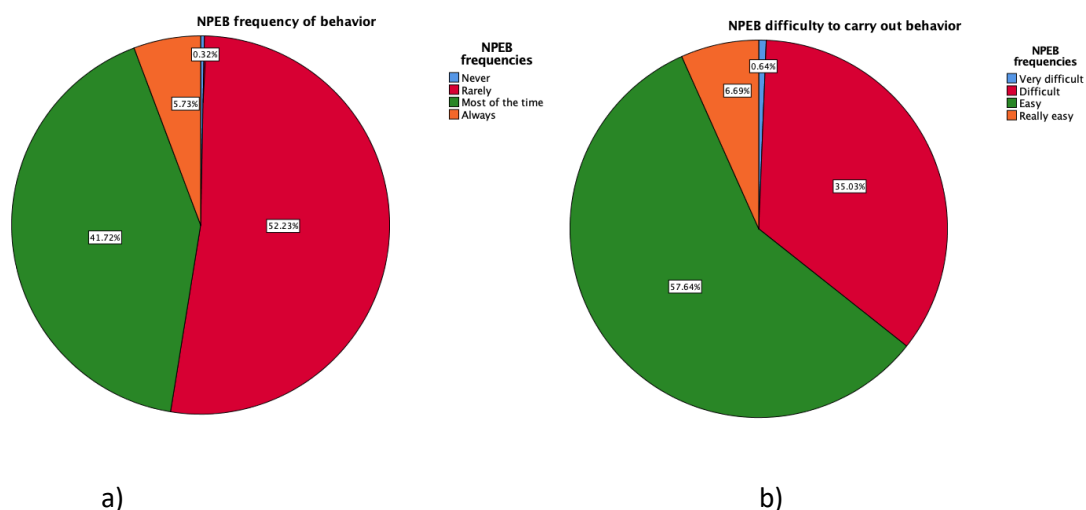 NPEB frequency of behavior
NPEB
frequencies
Never
Rarely
Most of the time
Always
0.32%
5.73%
52.23%
41.72%
a)
NPEB difficulty to carry out behavior
NPEB
frequencies
Very difficult
Difficult
Easy
Really easy
0.64%
6.69%
35.03%
57.64%
b)